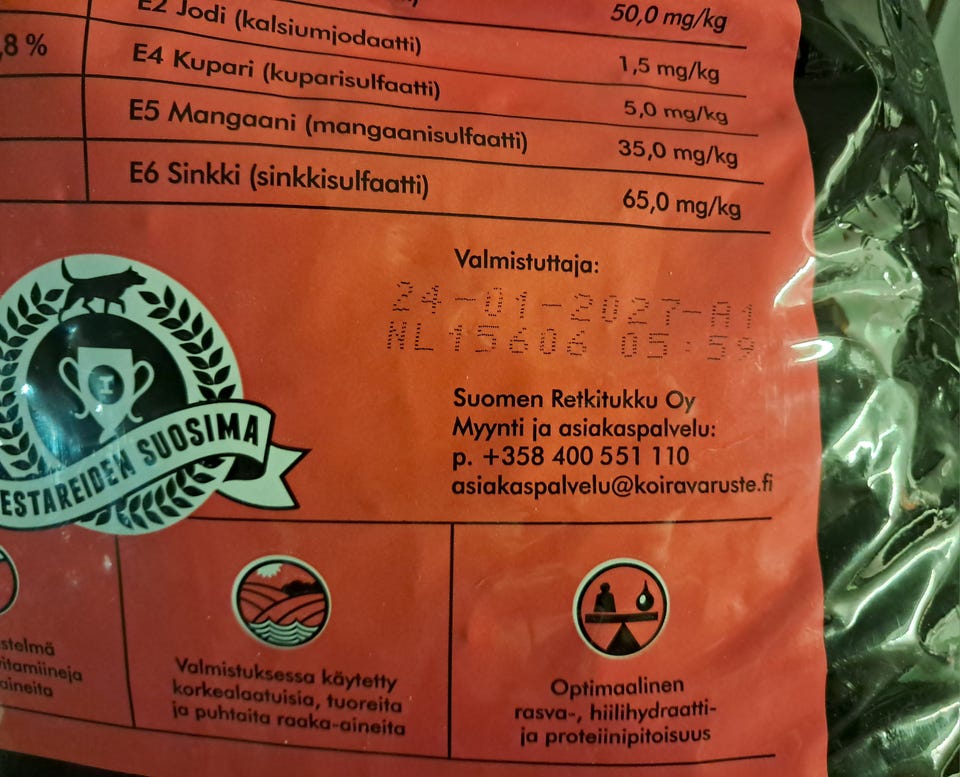 50,0 mg/kg
E2 Jodi (kalsiumjodaatti) 1,5 mg/kg
,8 %
E4 Kupari (kuparisulfaatti) 5,0 mg/kg
E5 Mangaani (mangaanisulfaatti) 35,0 mg/kg
E6 Sinkki (sinkkisulfaatti) 65,0 mg/kg
Valmistuttaja:
24-01-2027-A1
NL 15606 05:59
Suomen Retkitukku Oy
Myynti ja asiakaspalvelu:
p. +358 400 551 110
asiakaspalvelu@koiravaruste.fi
ESTAREIDEN SUOSIMA
stelmä
vitamiineja
aineita
Valmistuksessa käytetty
korkealaatuisia, tuoreita
ja puhtaita raaka-aineita
Optimaalinen
rasva-, hiilihydraatti-
ja proteiinipitoisuus